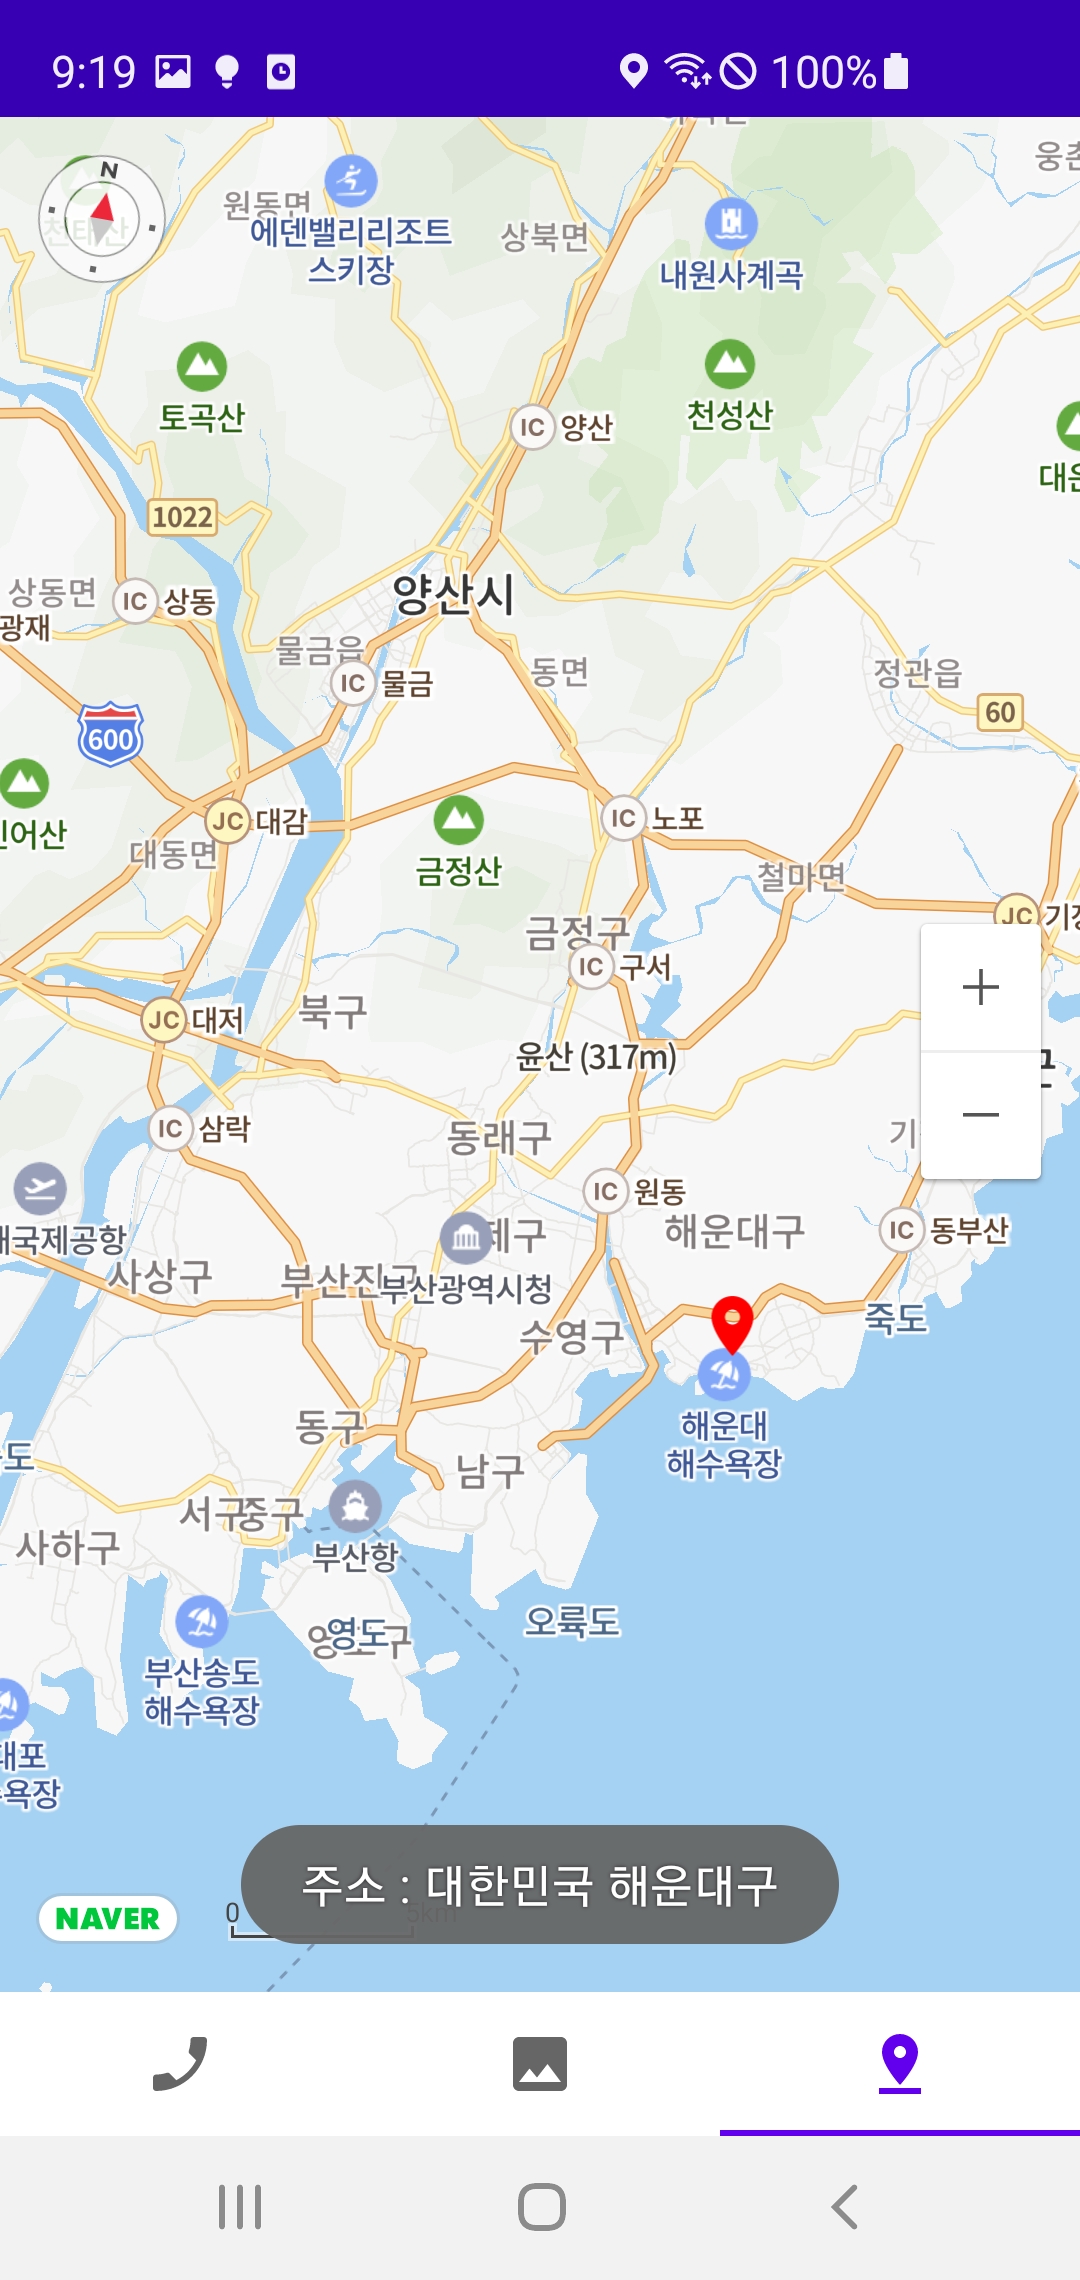 9:19
100%
N
원동면
에덴밸리리조트
스키장
상북면
내원사계곡
토곡산
IC 양산
천성산
1022
상동면
IC 상동
광재
양산시
물금읍
IC 물금
동면
정관읍
60
600
JC 대감
대동면
금정산
IC 노포
철마면
JC
금정구
IC 구서
JC 대저
북구
윤산 (317m)
IC 삼락
동래구
IC 원동
해운대구
IC 동부산
사상구
부산진구
부산광역시청
수영구
죽도
해운대
해수욕장
동구
남구
서구
중구
사하구
부산항
영도
오륙도
부산송도
해수욕장
주소 : 대한민국 해운대구
NAVER
0
5km